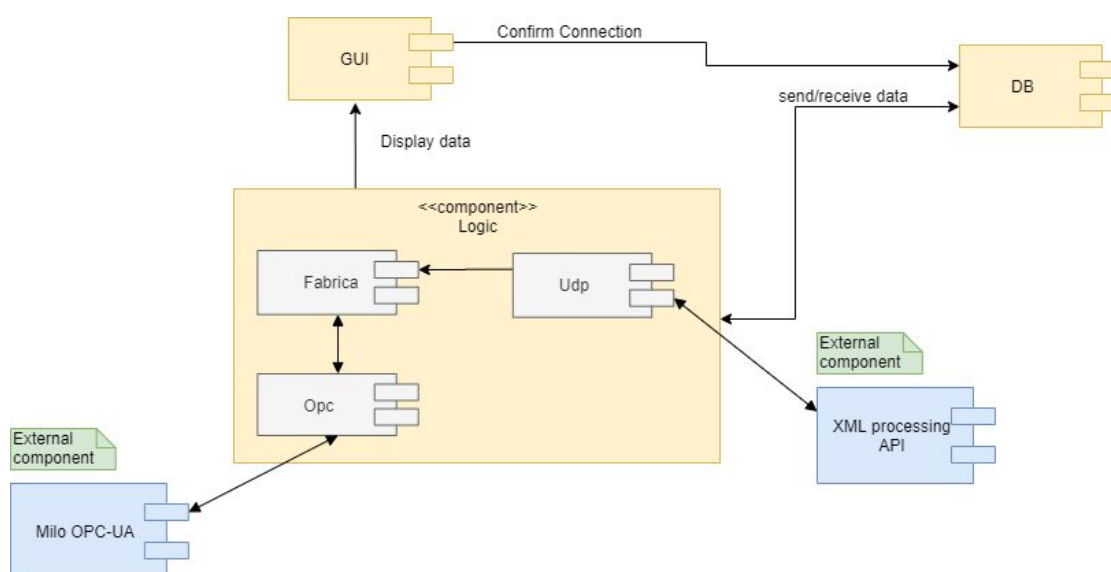 Confirm Connection
GUI
DB
send/receive data
Display data
<<component>>
Logic
Fabrica
Udp
External
component
Opc
XML processing
API
External
component
Milo OPC-UA